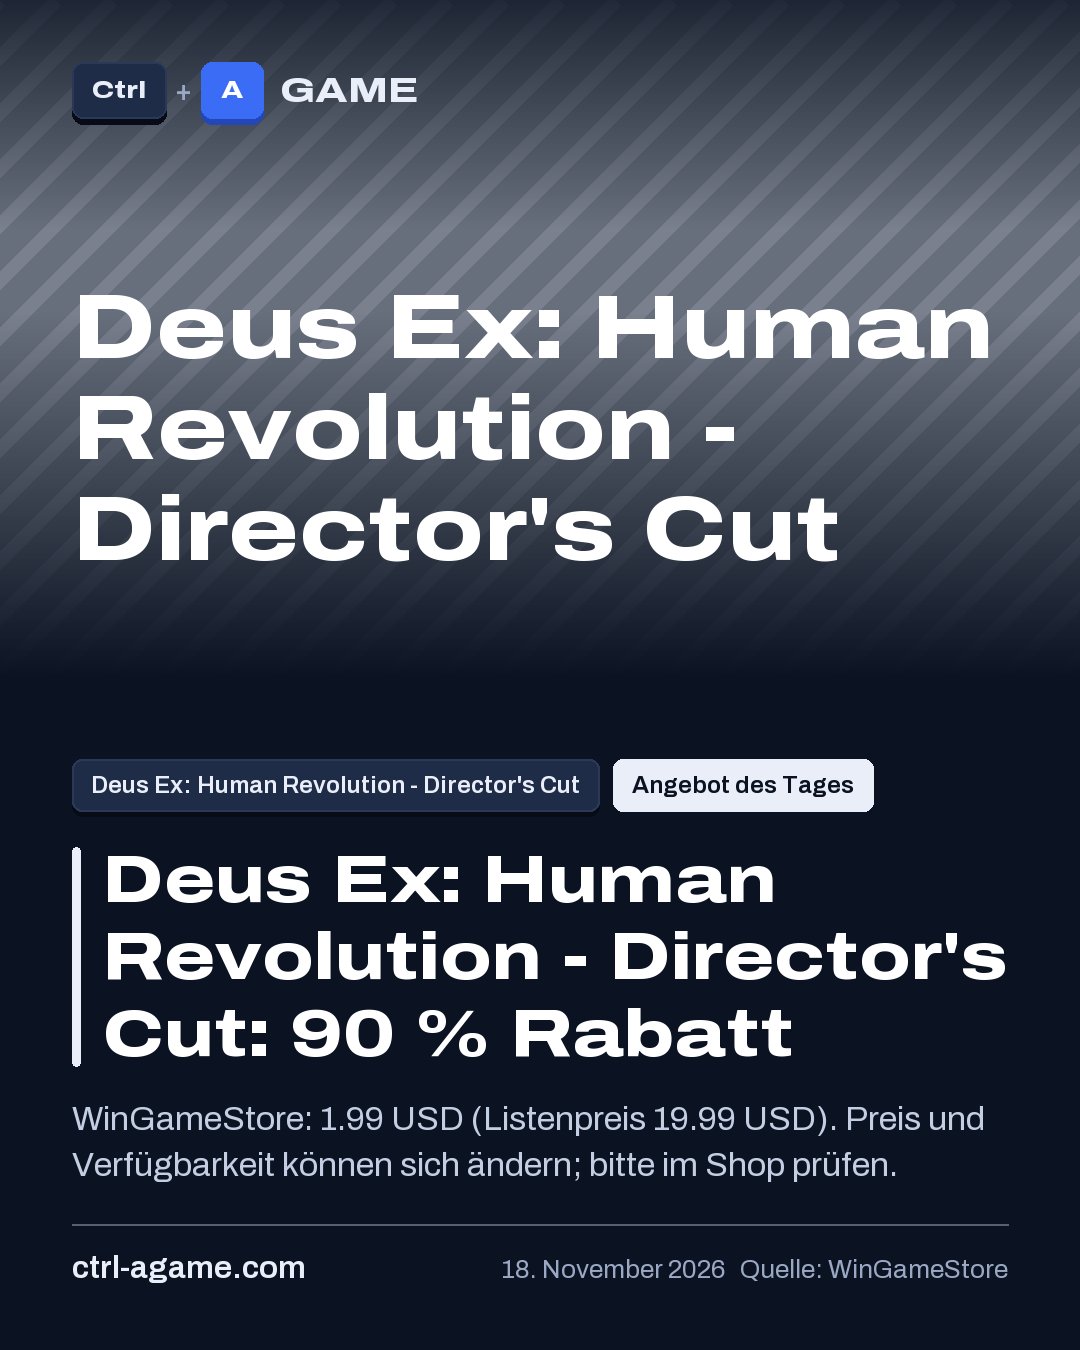 Ctrl + A GAME
Deus Ex: Human
Revolution -
Director's Cut
Deus Ex: Human Revolution - Director's Cut Angebot des Tages
Deus Ex: Human
Revolution - Director's
Cut: 90 % Rabatt
WinGameStore: 1.99 USD (Listenpreis 19.99 USD). Preis und
Verfügbarkeit können sich ändern; bitte im Shop prüfen.
ctrl-agame.com 18. November 2026 Quelle: WinGameStore